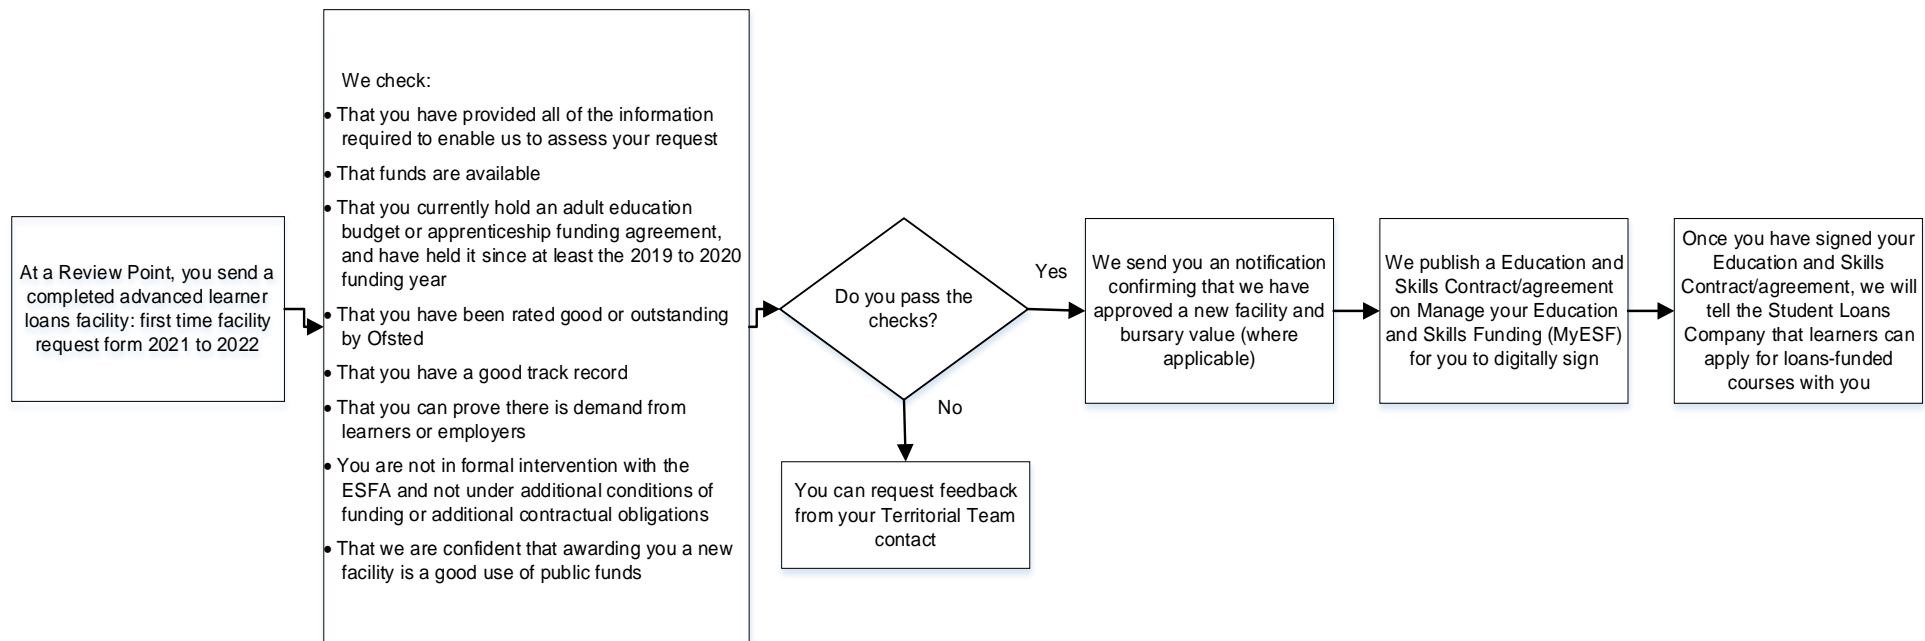 At a Review Point, you send a
completed advanced learner
loans facility: first time facility
request form 2021 to 2022
We check:
• That you have provided all of the information
required to enable us to assess your request
• That funds are available
• That you currently hold an adult education
budget or apprenticeship funding agreement,
and have held it since at least the 2019 to 2020
funding year
• That you have been rated good or outstanding
by Ofsted
• That you have a good track record
• That you can prove there is demand from
learners or employers
• You are not in formal intervention with the
ESFA and not under additional conditions of
funding or additional contractual obligations
• That we are confident that awarding you a new
facility is a good use of public funds
Do you pass the
checks?
Yes
No
You can request feedback
from your Territorial Team
contact
We send you an notification
confirming that we have
approved a new facility and
bursary value (where
applicable)
We publish a Education and
Skills Contract/agreement
on Manage your Education
and Skills Funding (MyESF)
for you to digitally sign
Once you have signed your
Education and Skills
Contract/agreement, we will
tell the Student Loans
Company that learners can
apply for loans-funded
courses with you